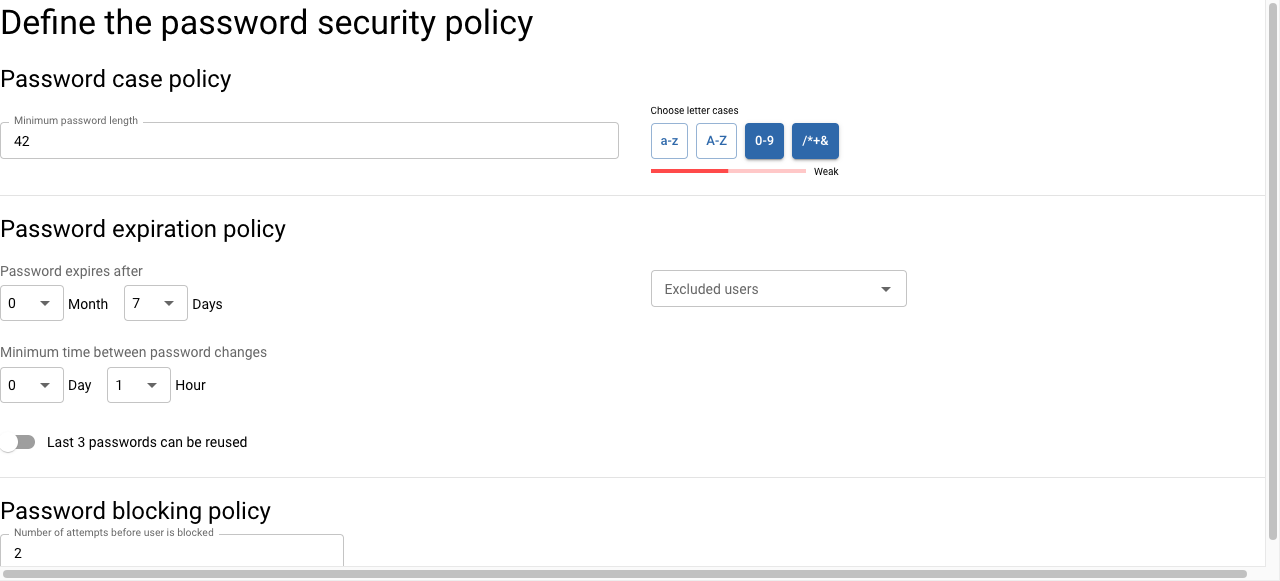 Define the password security policy
Password case policy
Minimum password length
42
Choose letter cases
a-z A-Z 0-9 /*+&
Weak
Password expiration policy
Password expires after
0 Month 7 Days
Excluded users
Minimum time between password changes
0 Day 1 Hour
Last 3 passwords can be reused
Password blocking policy
Number of attempts before user is blocked
2